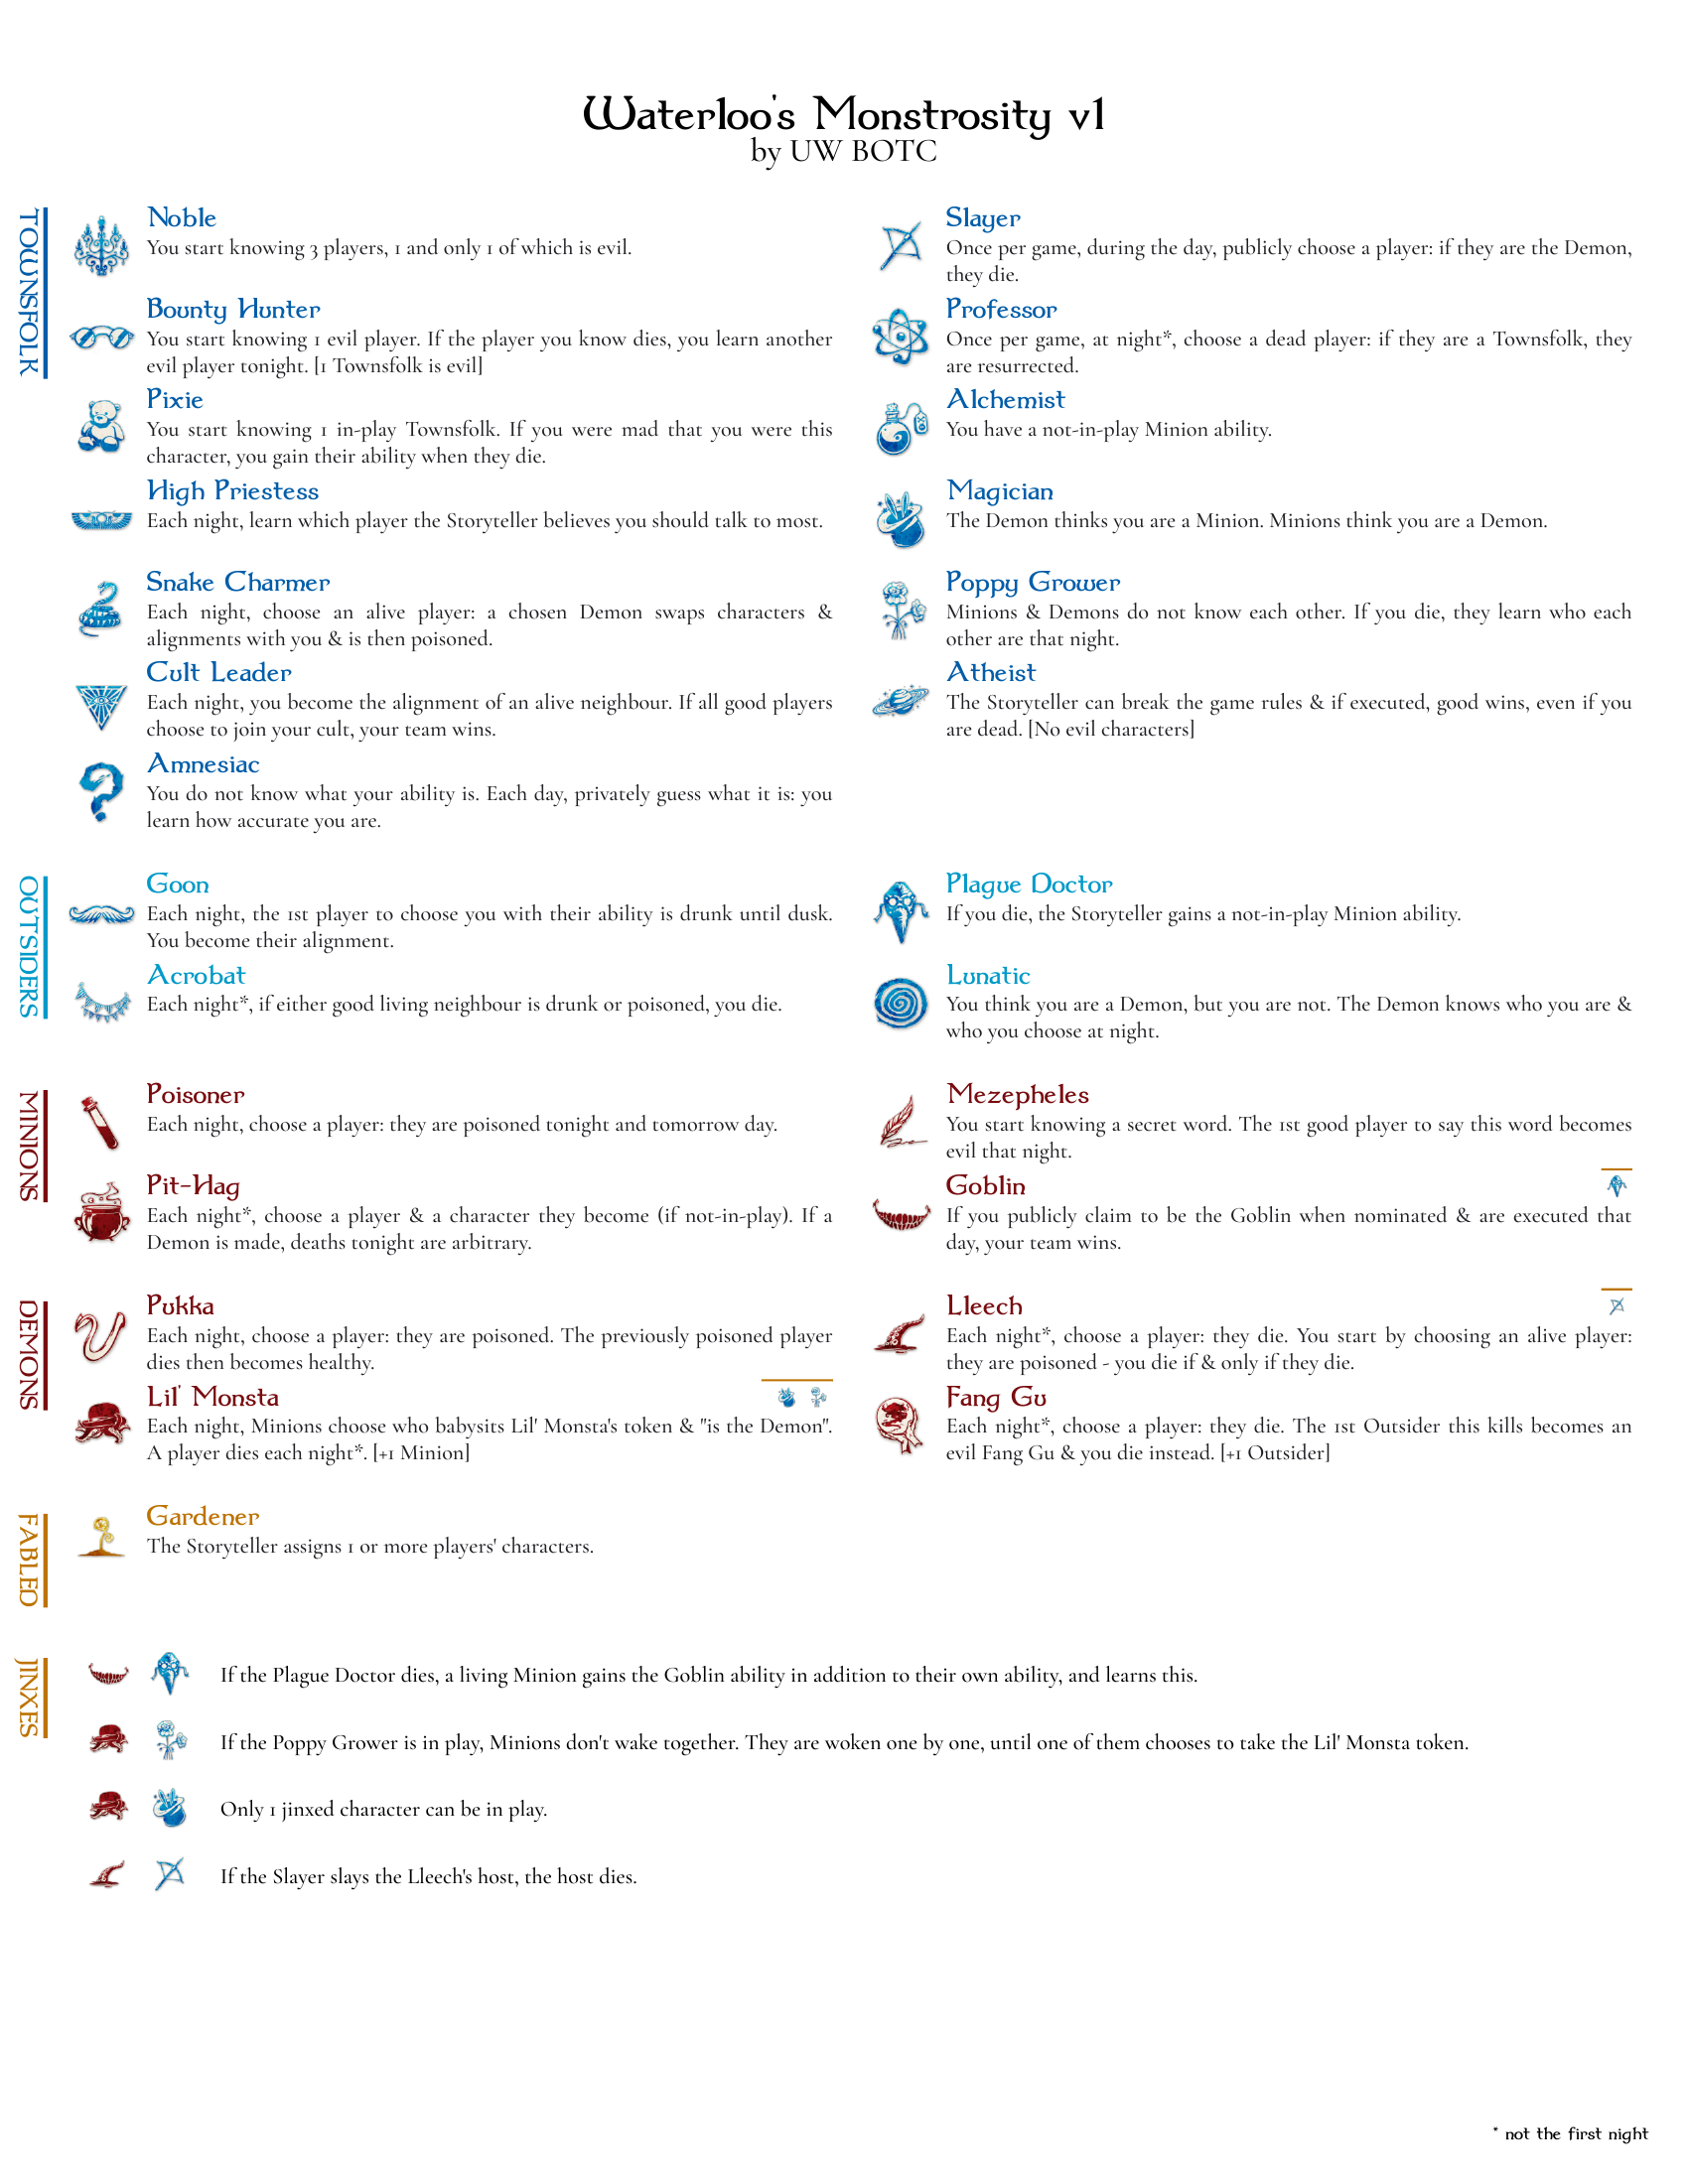 Waterloo's Monstrosity v1
by UW BOTC
TOWNSFOLK
Noble
You start knowing 3 players, 1 and only 1 of which is evil.
Bounty Hunter
You start knowing 1 evil player. If the player you know dies, you learn another
evil player tonight. [1 Townsfolk is evil]
Pixie
You start knowing 1 in-play Townsfolk. If you were mad that you were this
character, you gain their ability when they die.
High Priestess
Each night, learn which player the Storyteller believes you should talk to most.
Snake Charmer
Each night, choose an alive player: a chosen Demon swaps characters &
alignments with you & is then poisoned.
Cult Leader
Each night, you become the alignment of an alive neighbour. If all good players
choose to join your cult, your team wins.
Amnesiac
You do not know what your ability is. Each day, privately guess what it is: you
learn how accurate you are.
Slayer
Once per game, during the day, publicly choose a player: if they are the Demon,
they die.
Professor
Once per game, at night*, choose a dead player: if they are a Townsfolk, they
are resurrected.
Alchemist
You have a not-in-play Minion ability.
Magician
The Demon thinks you are a Minion. Minions think you are a Demon.
Poppy Grower
Minions & Demons do not know each other. If you die, they learn who each
other are that night.
Atheist
The Storyteller can break the game rules & if executed, good wins, even if you
are dead. [No evil characters]
OUTSIDERS
Goon
Each night, the 1st player to choose you with their ability is drunk until dusk.
You become their alignment.
Acrobat
Each night*, if either good living neighbour is drunk or poisoned, you die.
Plague Doctor
If you die, the Storyteller gains a not-in-play Minion ability.
Lunatic
You think you are a Demon, but you are not. The Demon knows who you are &
who you choose at night.
MINIONS
Poisoner
Each night, choose a player: they are poisoned tonight and tomorrow day.
Pit-Hag
Each night*, choose a player & a character they become (if not-in-play). If a
Demon is made, deaths tonight are arbitrary.
Mezepheles
You start knowing a secret word. The 1st good player to say this word becomes
evil that night.
Goblin
If you publicly claim to be the Goblin when nominated & are executed that
day, your team wins.
DEMONS
Pukka
Each night, choose a player: they are poisoned. The previously poisoned player
dies then becomes healthy.
Lil' Monsta
Each night, Minions choose who babysits Lil' Monsta's token & "is the Demon".
A player dies each night*. [+1 Minion]
Lleech
Each night*, choose a player: they die. You start by choosing an alive player:
they are poisoned - you die if & only if they die.
Fang Gu
Each night*, choose a player: they die. The 1st Outsider this kills becomes an
evil Fang Gu & you die instead. [+1 Outsider]
FABLED
Gardener
The Storyteller assigns 1 or more players' characters.
JINXES
If the Plague Doctor dies, a living Minion gains the Goblin ability in addition to their own ability, and learns this.
If the Poppy Grower is in play, Minions don't wake together. They are woken one by one, until one of them chooses to take the Lil' Monsta token.
Only 1 jinxed character can be in play.
If the Slayer slays the Lleech's host, the host dies.
* not the first night